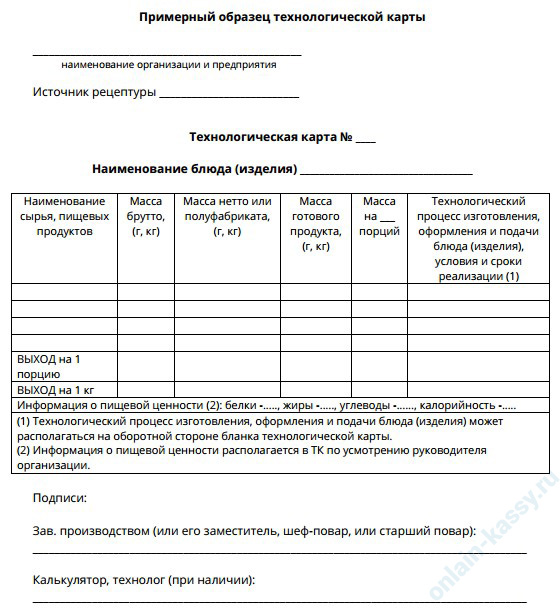 Примерный образец технологической карты
______________________________________________
наименование организации и предприятия
Источник рецептуры ________________________
Технологическая карта № ___
Наименование блюда (изделия) _____________________________
Наименование сырья, пищевых продуктов
Масса брутто, (г, кг)
Масса нетто или полуфабриката, (г, кг)
Масса готового продукта, (г, кг)
Масса на ___ порций
Технологический процесс изготовления, оформления и подачи блюда (изделия), условия и сроки реализации (1)
ВЫХОД на 1
порцию
ВЫХОД на 1 кг
Информация о пищевой ценности (2): белки -....., жиры -....., углеводы -......, калорийность -.....
(1) Технологический процесс изготовления, оформления и подачи блюда (изделия) может
располагаться на оборотной стороне бланка технологической карты.
(2) Информация о пищевой ценности располагается в ТК по усмотрению руководителя
организации.
Подписи:
Зав. производством (или его заместитель, шеф-повар, или старший повар):
Калькулятор, технолог (при наличии):
onlain-kassy.ru